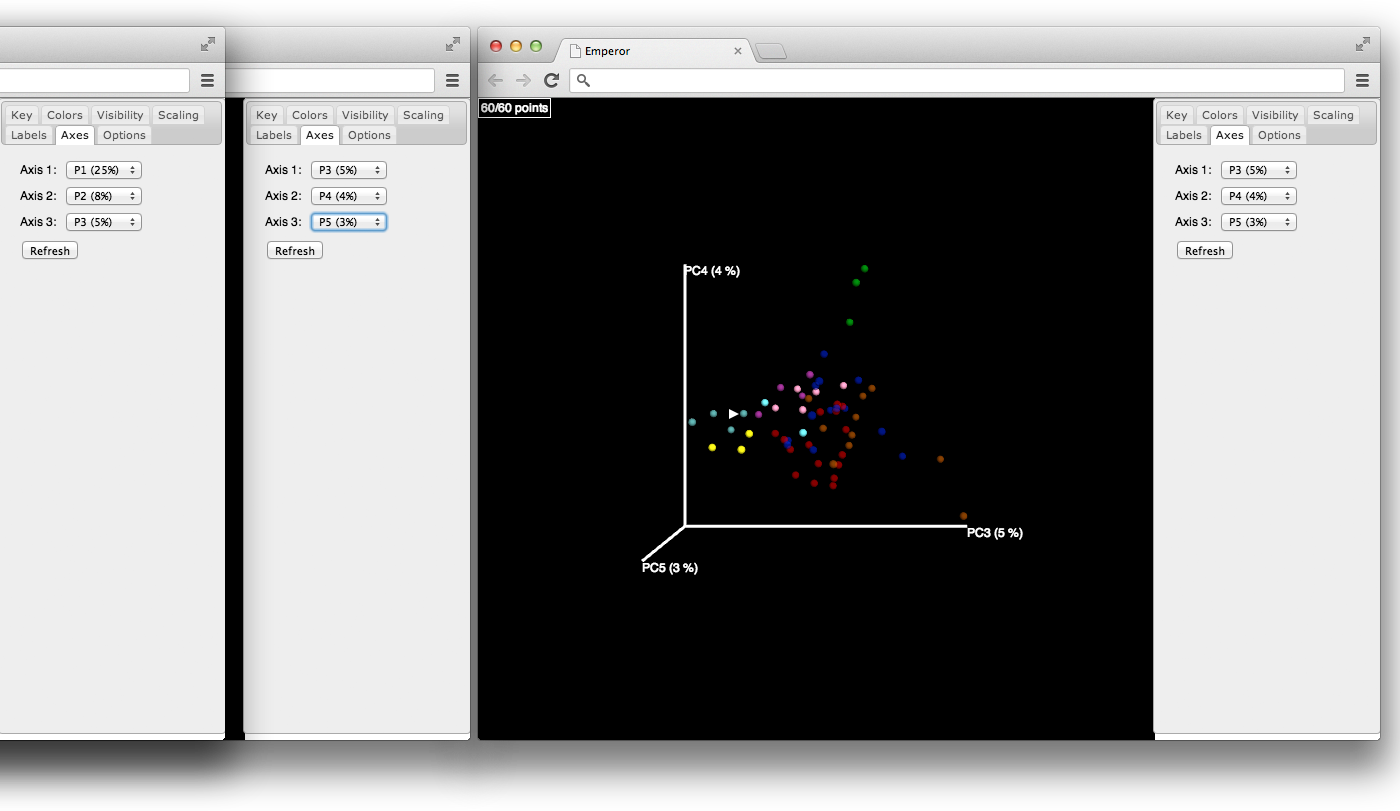 Key Colors Visibility Scaling
Labels Axes Options
Axis 1: P1 (25%)
Axis 2: P2 (8%)
Axis 3: P3 (5%)
Refresh
Key Colors Visibility Scaling
Labels Axes Options
Axis 1: P3 (5%)
Axis 2: P4 (4%)
Axis 3: P5 (3%)
Refresh
Emperor
60/60 points
PC4 (4 %)
PC3 (5 %)
PC5 (3 %)
Key Colors Visibility Scaling
Labels Axes Options
Axis 1: P3 (5%)
Axis 2: P4 (4%)
Axis 3: P5 (3%)
Refresh